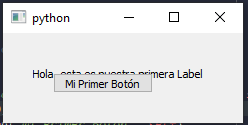 python
Hola, esta es nuestra primera Label
Mi Primer Botón